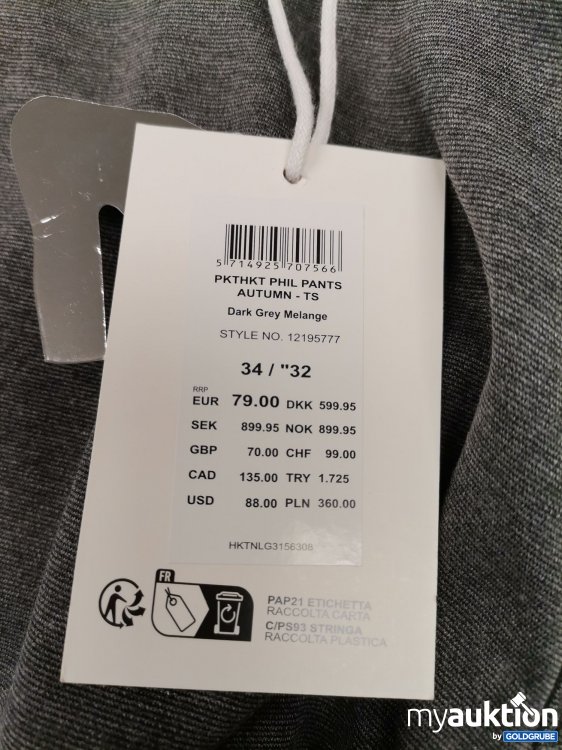 5 714925 707566
PKTHKT PHIL PANTS
AUTUMN - TS
Dark Grey Melange
STYLE NO. 12195777
34 / "32
RRP
EUR 79.00 DKK 599.95
SEK 899.95 NOK 899.95
GBP 70.00 CHF 99.00
CAD 135.00 TRY 1.725
USD 88.00 PLN 360.00
HKTNLG3156308
FR
PAP21 ETICHETTA
RACCOLTA CARTA
C/PS93 STRINGA
RACCOLTA PLASTICA
myauktion
by GOLDGRUBE